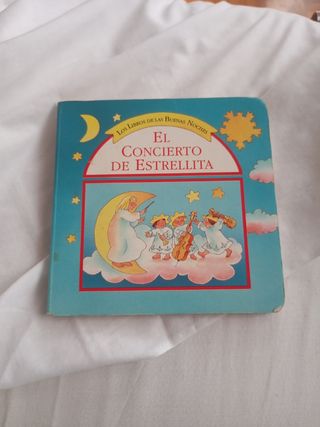 LOS LIBROS DE LAS BUENAS NOCHES
EL
CONCIERTO
DE ESTRELLITA